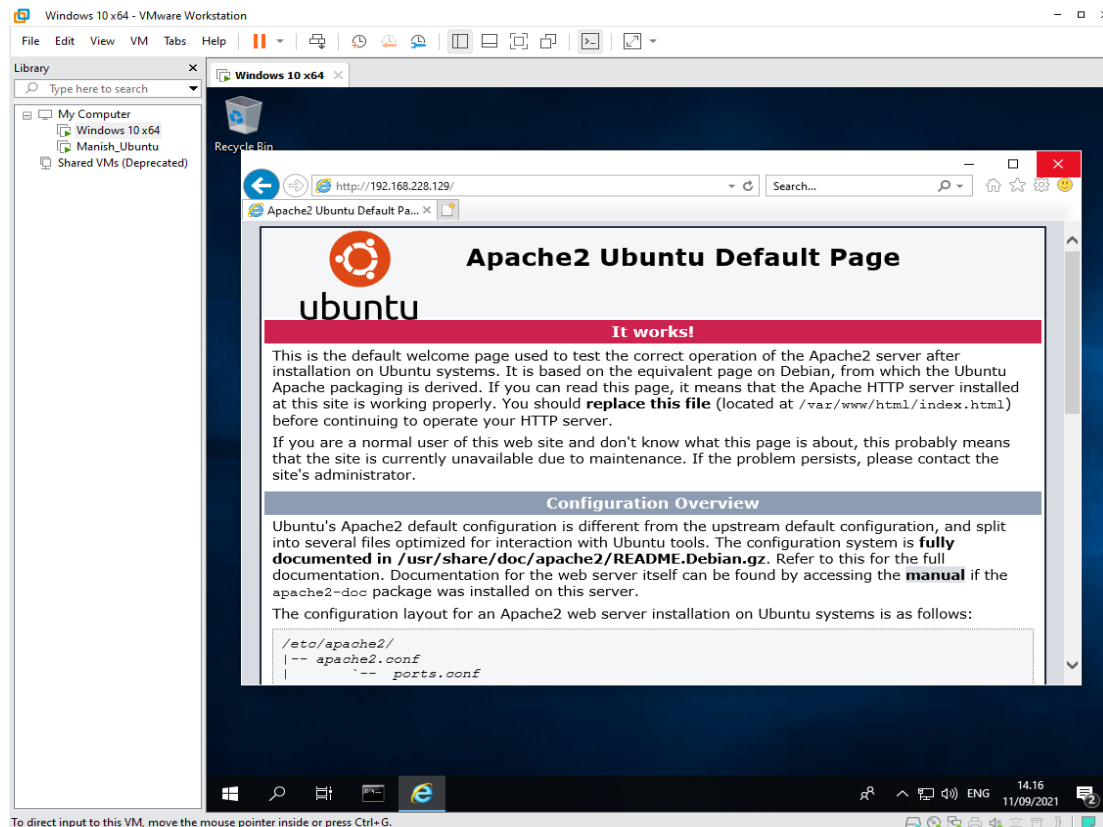 Windows 10 x64 - VMware Workstation
File Edit View VM Tabs Help
Library
Type here to search
My Computer
Windows 10 x64
Manish_Ubuntu
Shared VMs (Deprecated)
Windows 10 x64
Recycle Bin
http://192.168.228.129/
Search...
Apache2 Ubuntu Default Pa...
ubuntu
Apache2 Ubuntu Default Page
It works!
This is the default welcome page used to test the correct operation of the Apache2 server after
installation on Ubuntu systems. It is based on the equivalent page on Debian, from which the Ubuntu
Apache packaging is derived. If you can read this page, it means that the Apache HTTP server installed
at this site is working properly. You should replace this file (located at /var/www/html/index.html)
before continuing to operate your HTTP server.
If you are a normal user of this web site and don't know what this page is about, this probably means
that the site is currently unavailable due to maintenance. If the problem persists, please contact the
site's administrator.
Configuration Overview
Ubuntu's Apache2 default configuration is different from the upstream default configuration, and split
into several files optimized for interaction with Ubuntu tools. The configuration system is fully
documented in /usr/share/doc/apache2/README.Debian.gz. Refer to this for the full
documentation. Documentation for the web server itself can be found by accessing the manual if the
apache2-doc package was installed on this server.
The configuration layout for an Apache2 web server installation on Ubuntu systems is as follows:
/etc/apache2/
|-- apache2.conf
| `-- ports.conf
ENG
14.16
11/09/2021
2
To direct input to this VM, move the mouse pointer inside or press Ctrl+G.